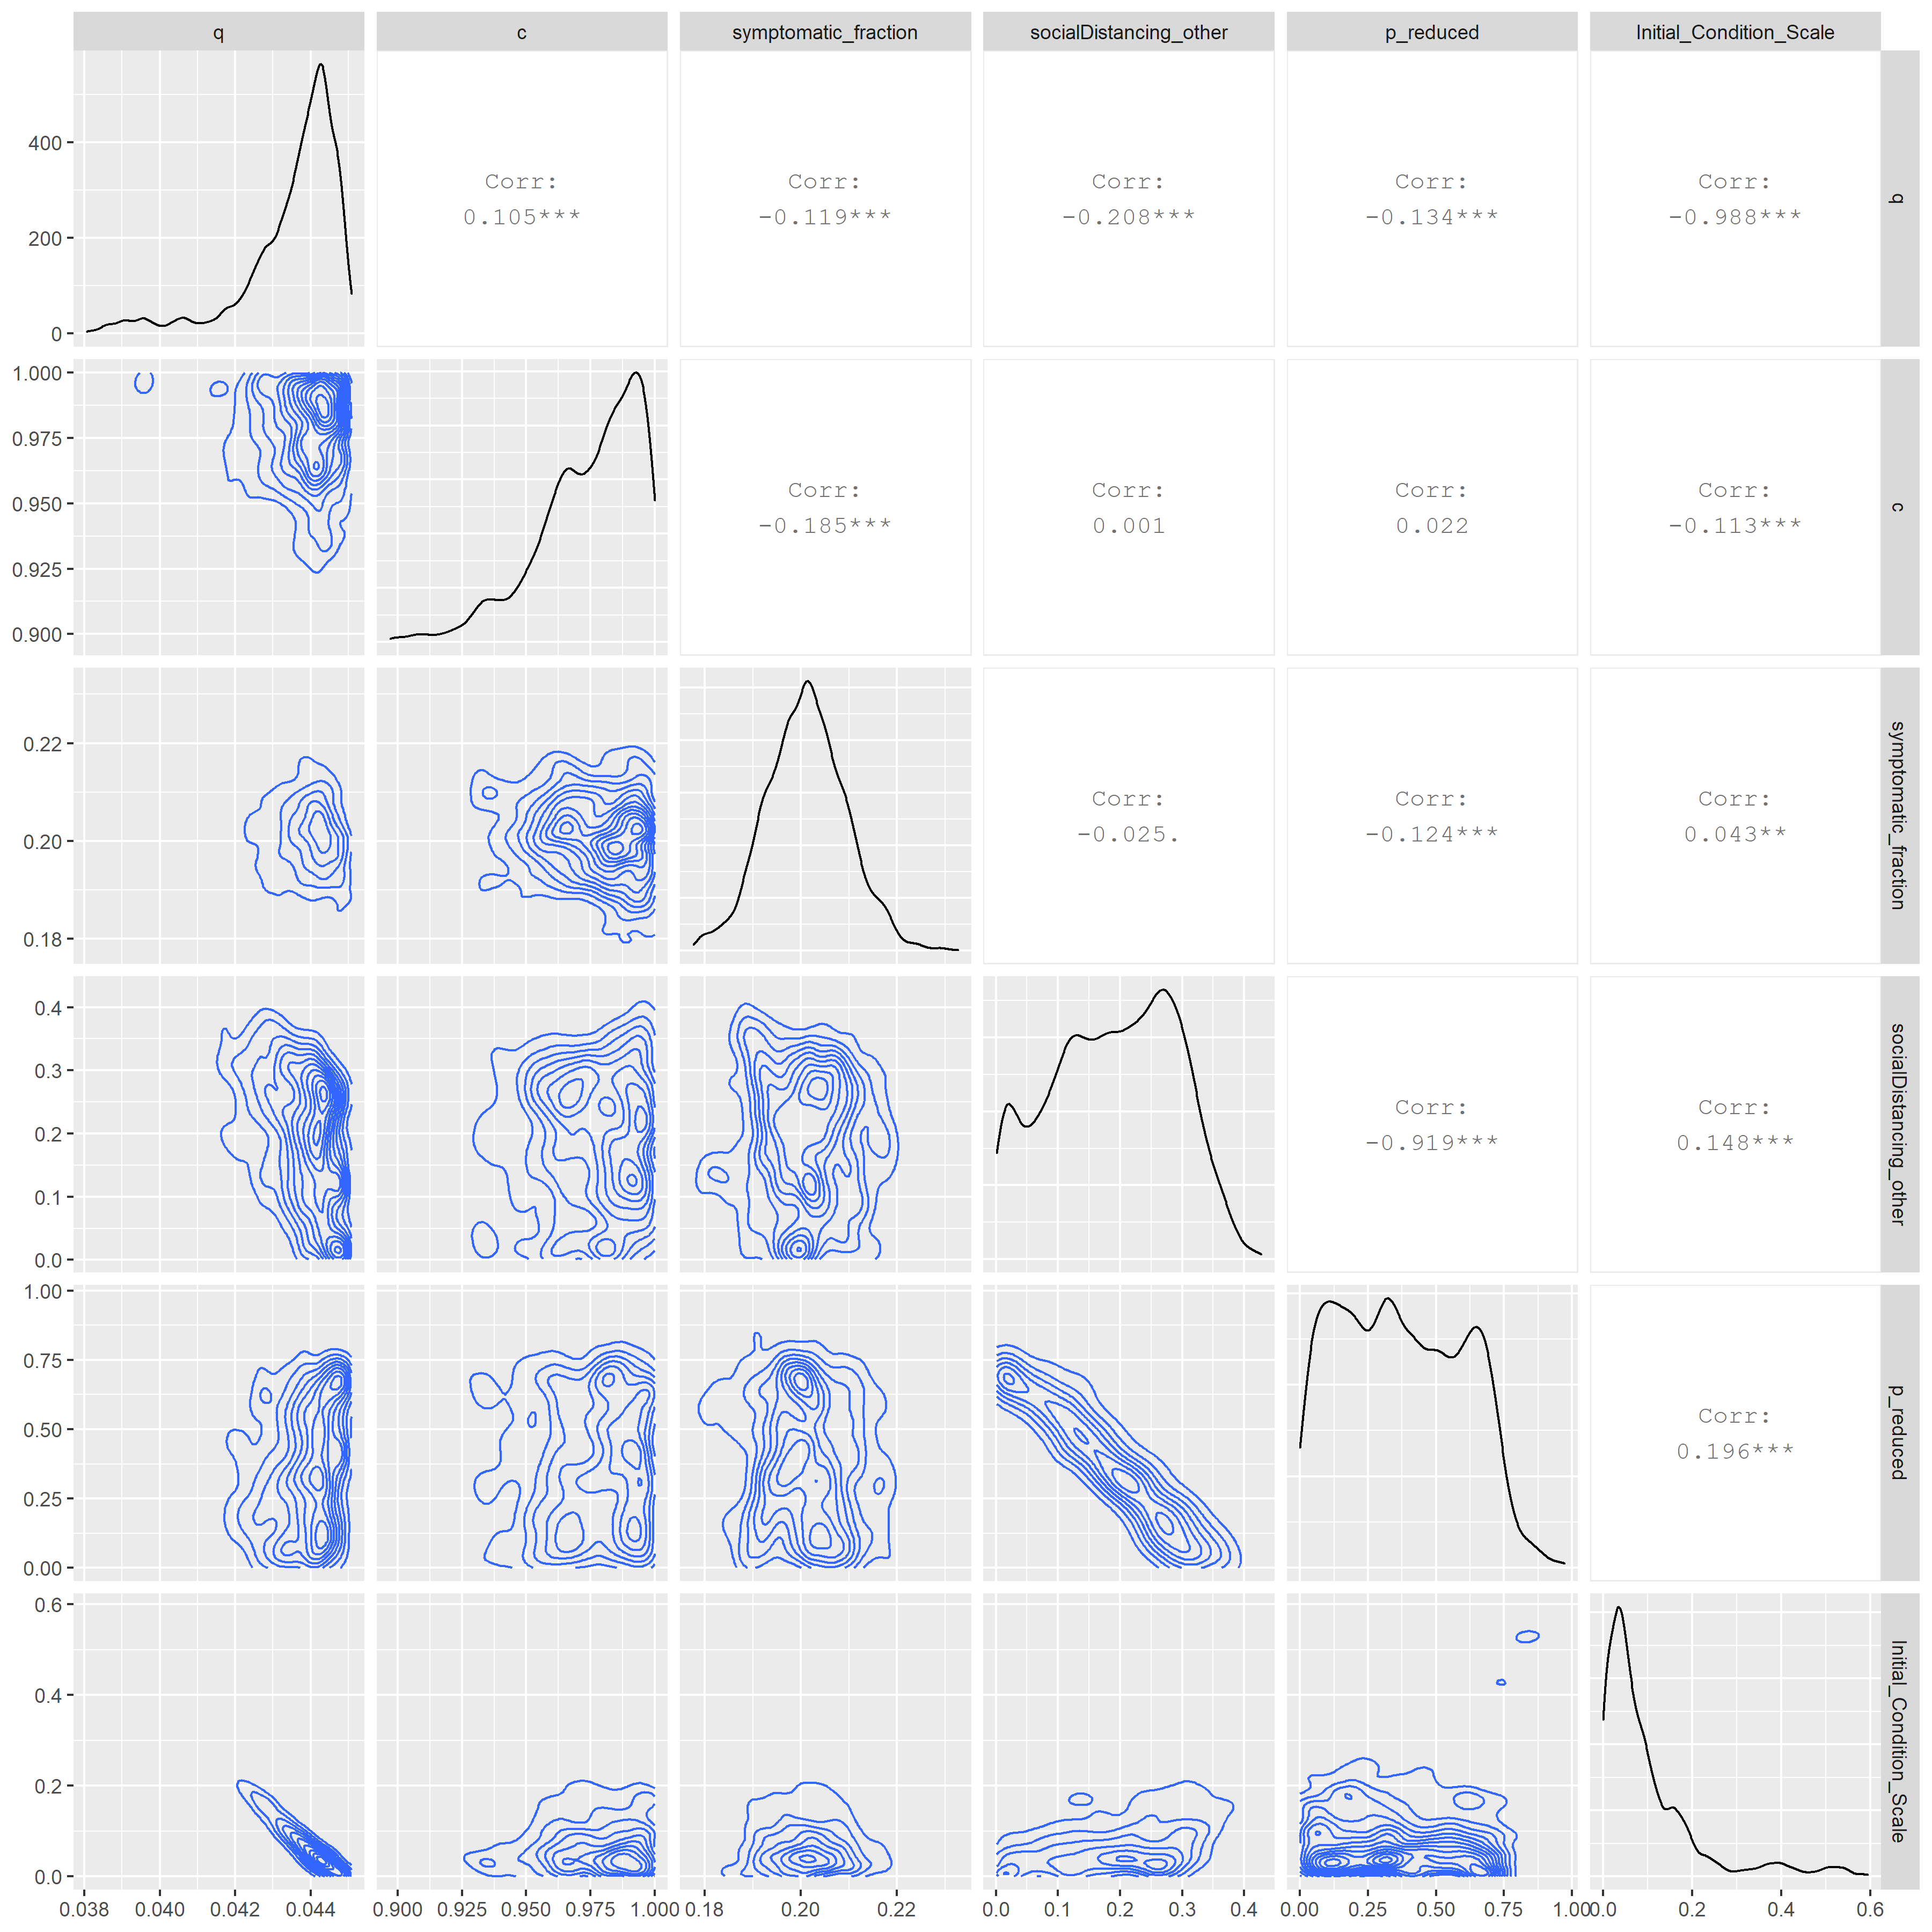 q c symptomatic_fraction socialDistancing_other p_reduced Initial_Condition_Scale
400
200
0
Corr:
0.105***
Corr:
-0.119***
Corr:
-0.208***
Corr:
-0.134***
Corr:
-0.988***
q
1.000
0.975
0.950
0.925
0.900
Corr:
-0.185***
Corr:
0.001
Corr:
0.022
Corr:
-0.113***
c
0.22
0.20
0.18
Corr:
-0.025.
Corr:
-0.124***
Corr:
0.043**
symptomatic_fraction
0.4
0.3
0.2
0.1
0.0
Corr:
-0.919***
Corr:
0.148***
socialDistancing_other
1.00
0.75
0.50
0.25
0.00
Corr:
0.196***
p_reduced
0.6
0.4
0.2
0.0
Initial_Condition_Scale
0.038 0.040 0.042 0.044 0.900 0.925 0.950 0.975 1.000 0.18 0.20 0.22 0.0 0.1 0.2 0.3 0.4 0.00 0.25 0.50 0.75 1.00 0.0 0.2 0.4 0.6